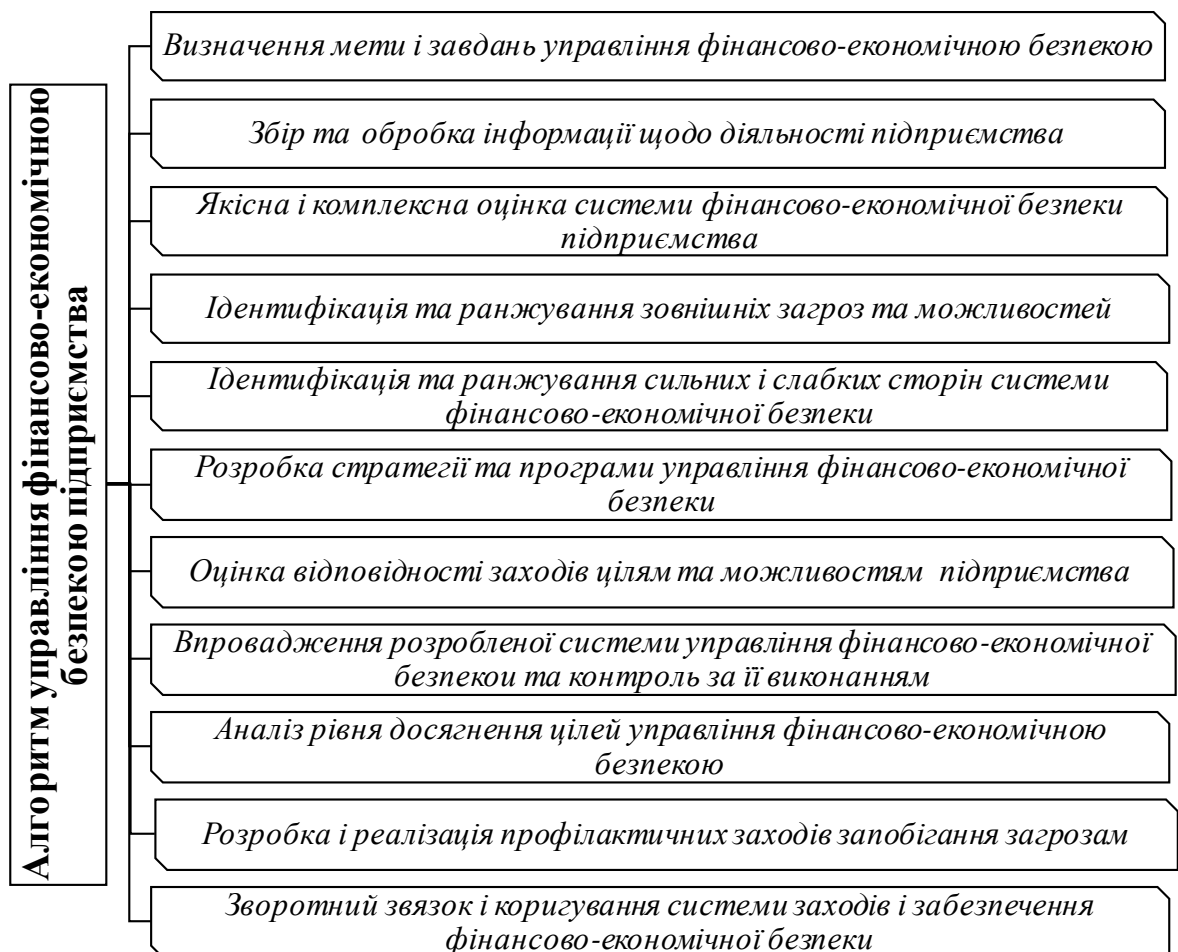 Алгоритм управління фінансово-економічною
безпекою підприємства
Визначення мети і завдань управління фінансово-економічною безпекою
Збір та обробка інформації щодо діяльності підприємства
Якісна і комплексна оцінка системи фінансово-економічної безпеки
підприємства
Ідентифікація та ранжування зовнішніх загроз та можливостей
Ідентифікація та ранжування сильних і слабких сторін системи
фінансово-економічної безпеки
Розробка стратегії та програми управління фінансово-економічної
безпеки
Оцінка відповідності заходів цілям та можливостям підприємства
Впровадження розробленої системи управління фінансово-економічної
безпекои та контроль за її виконанням
Аналіз рівня досягнення цілей управління фінансово-економічною
безпекою
Розробка і реалізація профілактичних заходів запобігання загрозам
Зворотний звязок і коригування системи заходів і забезпечення
фінансово-економічної безпеки